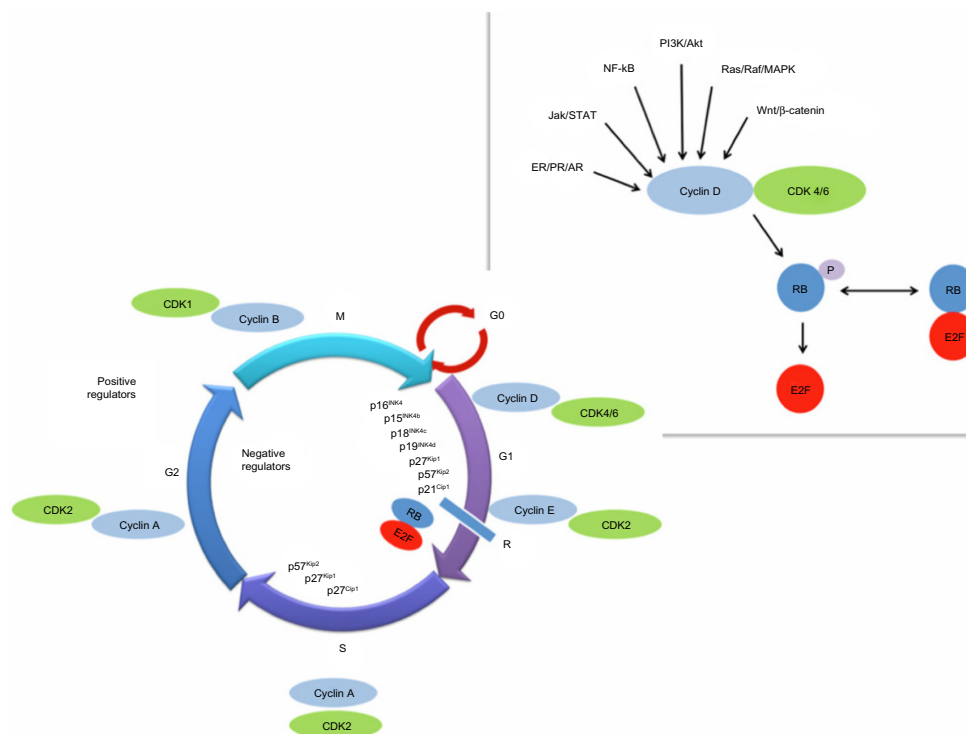 PI3K/Akt
NF-kB
Ras/Raf/MAPK
Jak/STAT
Wnt/β-catenin
ER/PR/AR
Cyclin D
CDK 4/6
P
RB
RB
E2F
E2F
CDK1
Cyclin B
M
G0
Positive
regulators
Cyclin D
CDK4/6
p16INK4
p15INK4b
p18INK4c
p19INK4d
p27Kip1
p57Kip2
p21Cip1
G1
Negative
regulators
G2
CDK2
Cyclin A
Cyclin E
CDK2
RB
E2F
R
p57Kip2
p27Kip1
p27Cip1
S
Cyclin A
CDK2